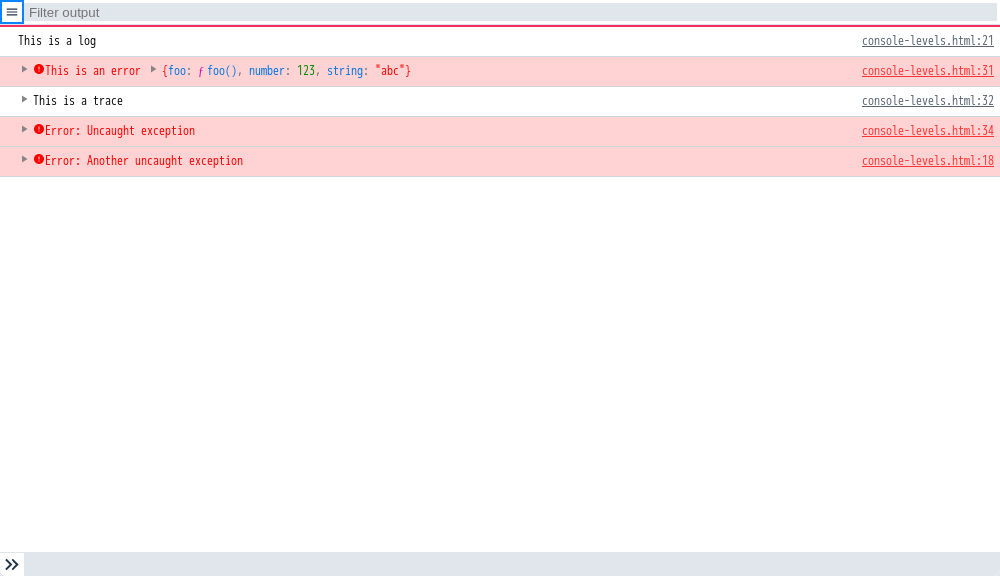 Filter output
This is a log console-levels.html:21
This is an error {foo: ƒ foo(), number: 123, string: "abc"} console-levels.html:31
This is a trace console-levels.html:32
Error: Uncaught exception console-levels.html:34
Error: Another uncaught exception console-levels.html:18